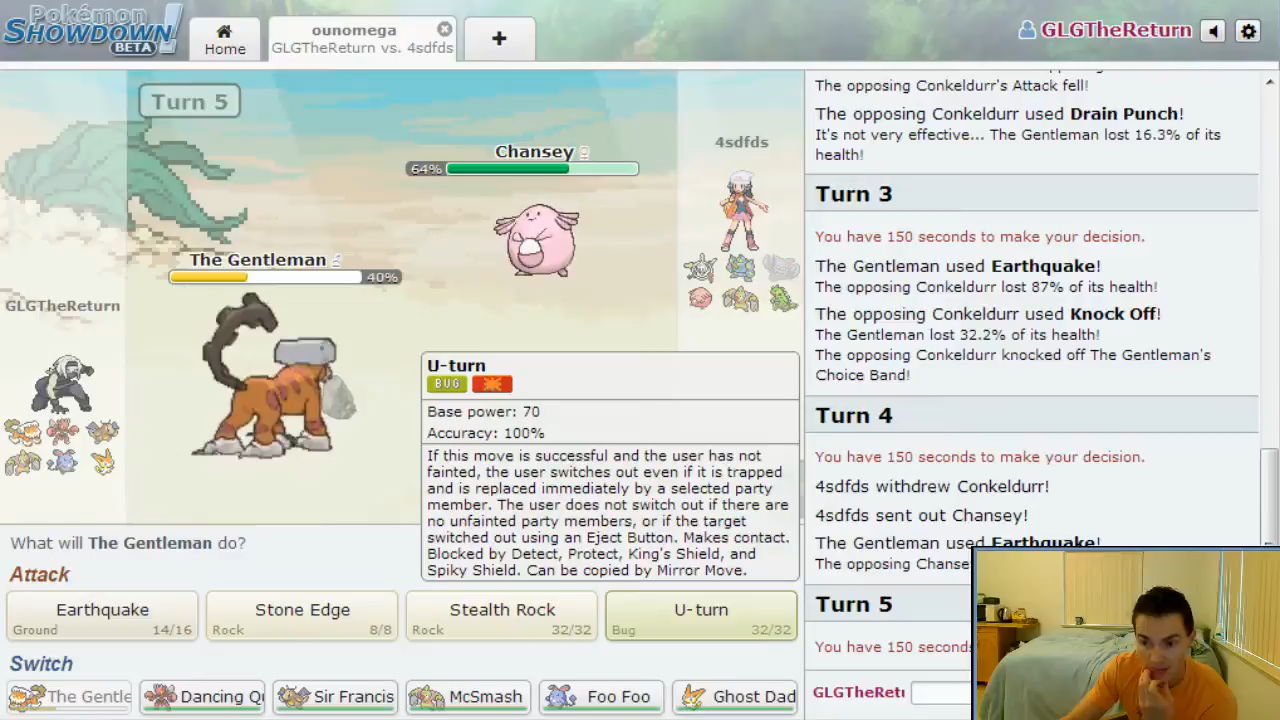 Pokémon
SHOWDOWN!
BETA
Home
ounomega
GLGTheReturn vs. 4sdfds
+
GLGTheReturn
Turn 5
Chansey
64%
4sdfds
The Gentleman
40%
GLGTheReturn
U-turn
BUG
Base power: 70
Accuracy: 100%
If this move is successful and the user has not
fainted, the user switches out even if it is trapped
and is replaced immediately by a selected party
member. The user does not switch out if there are
no unfainted party members, or if the target
switched out using an Eject Button. Makes contact.
Blocked by Detect, Protect, King's Shield, and
Spiky Shield. Can be copied by Mirror Move.
What will The Gentleman do?
Attack
Earthquake
Ground 14/16
Stone Edge
Rock 8/8
Stealth Rock
Rock 32/32
U-turn
Bug 32/32
Switch
The Gentle
Dancing Qu
Sir Francis
McSmash
Foo Foo
Ghost Dad
The opposing Conkeldurr's Attack fell!
The opposing Conkeldurr used Drain Punch!
It's not very effective... The Gentleman lost 16.3% of its
health!
Turn 3
You have 150 seconds to make your decision.
The Gentleman used Earthquake!
The opposing Conkeldurr lost 87% of its health!
The opposing Conkeldurr used Knock Off!
The Gentleman lost 32.2% of its health!
The opposing Conkeldurr knocked off The Gentleman's
Choice Band!
Turn 4
You have 150 seconds to make your decision.
4sdfds withdrew Conkeldurr!
4sdfds sent out Chansey!
The Gentleman used Earthquake!
The opposing Chanse
Turn 5
You have 150 seconds
GLGTheRetu